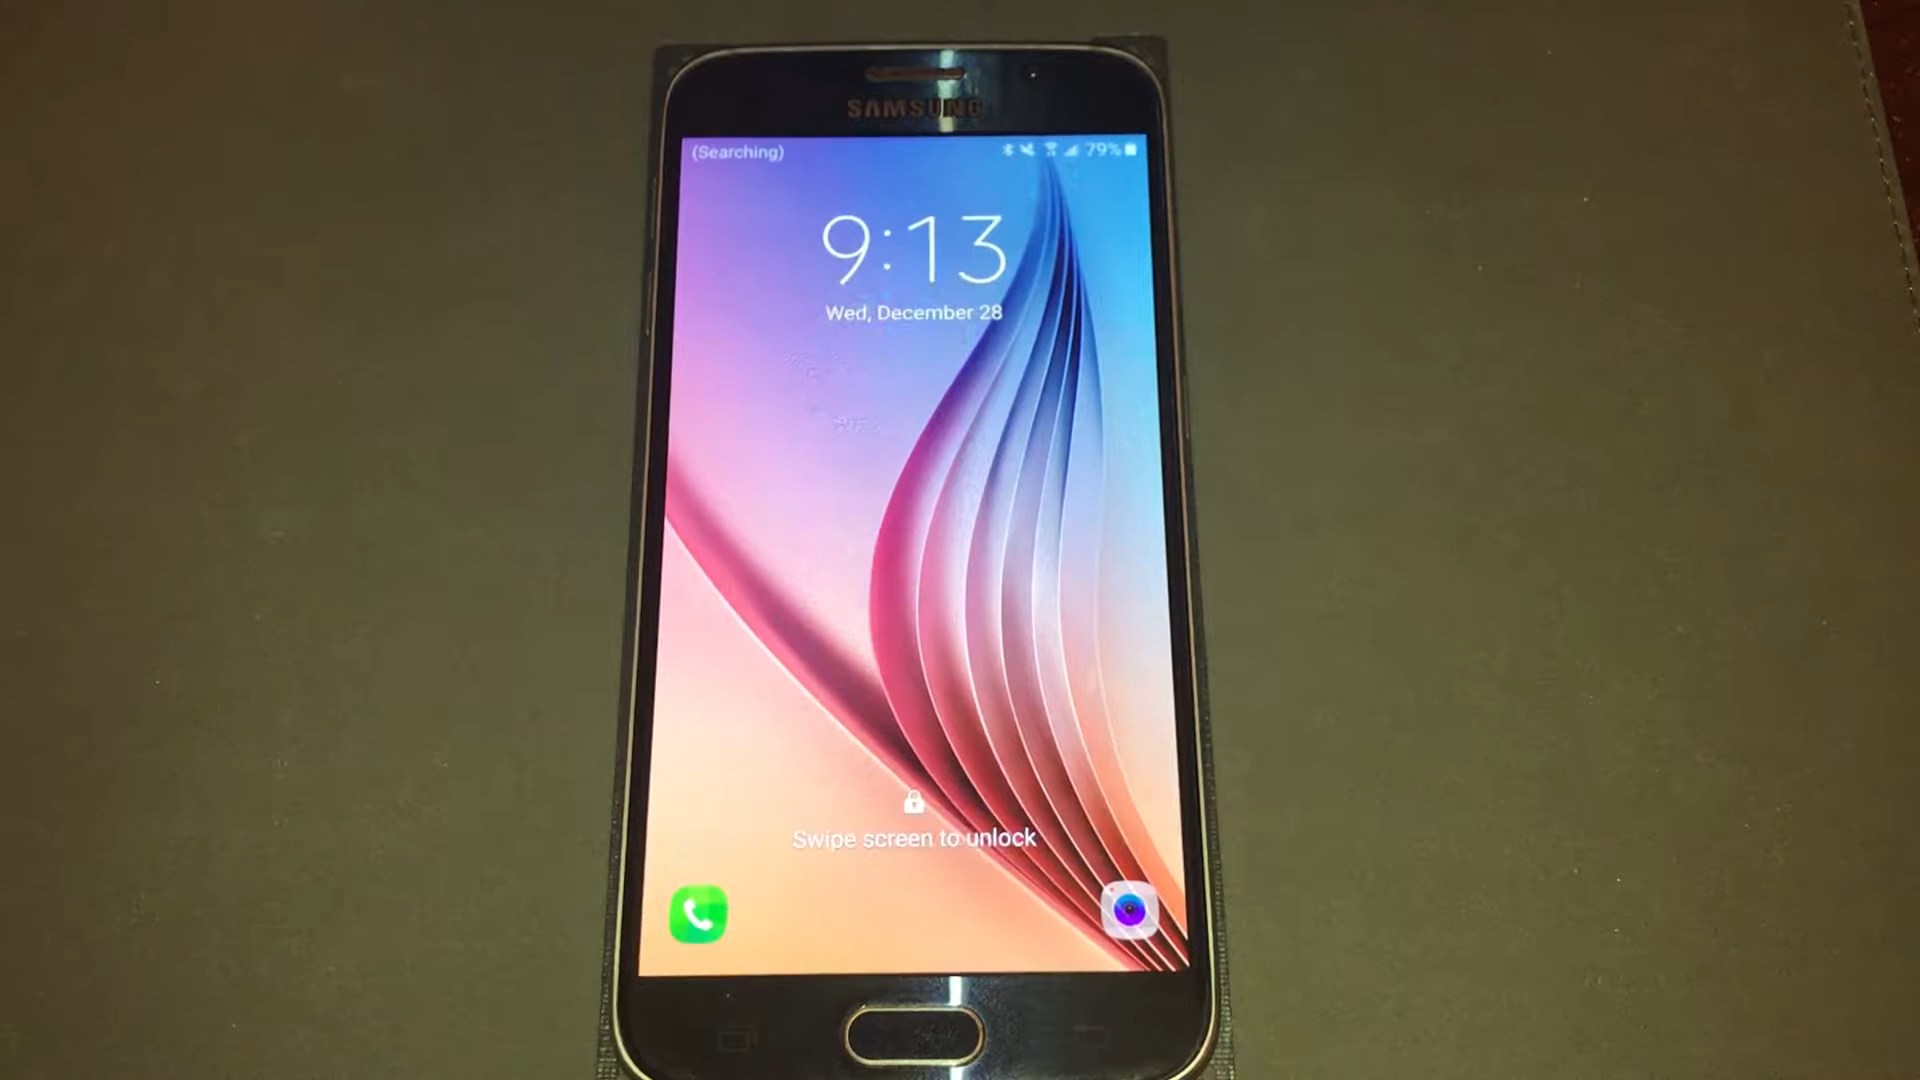 SAMSUNG
(Searching) 79%
9:13
Wed, December 28
Swipe screen to unlock